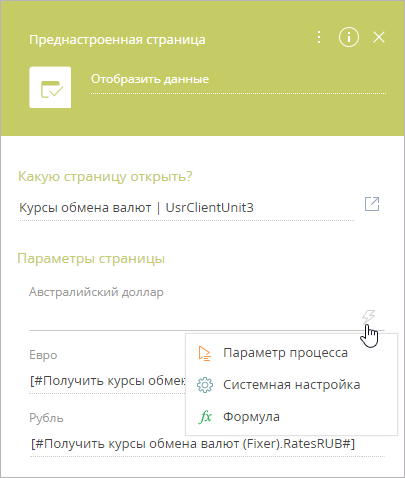 Преднастроенная страница
Отобразить данные
Какую страницу открыть?
Курсы обмена валют | UsrClientUnit3
Параметры страницы
Австралийский доллар
Параметр процесса
Евро
[#Получить курсы обмен
Системная настройка
fx Формула
Рубль
[#Получить курсы обмена валют (Fixer).RatesRUB#]